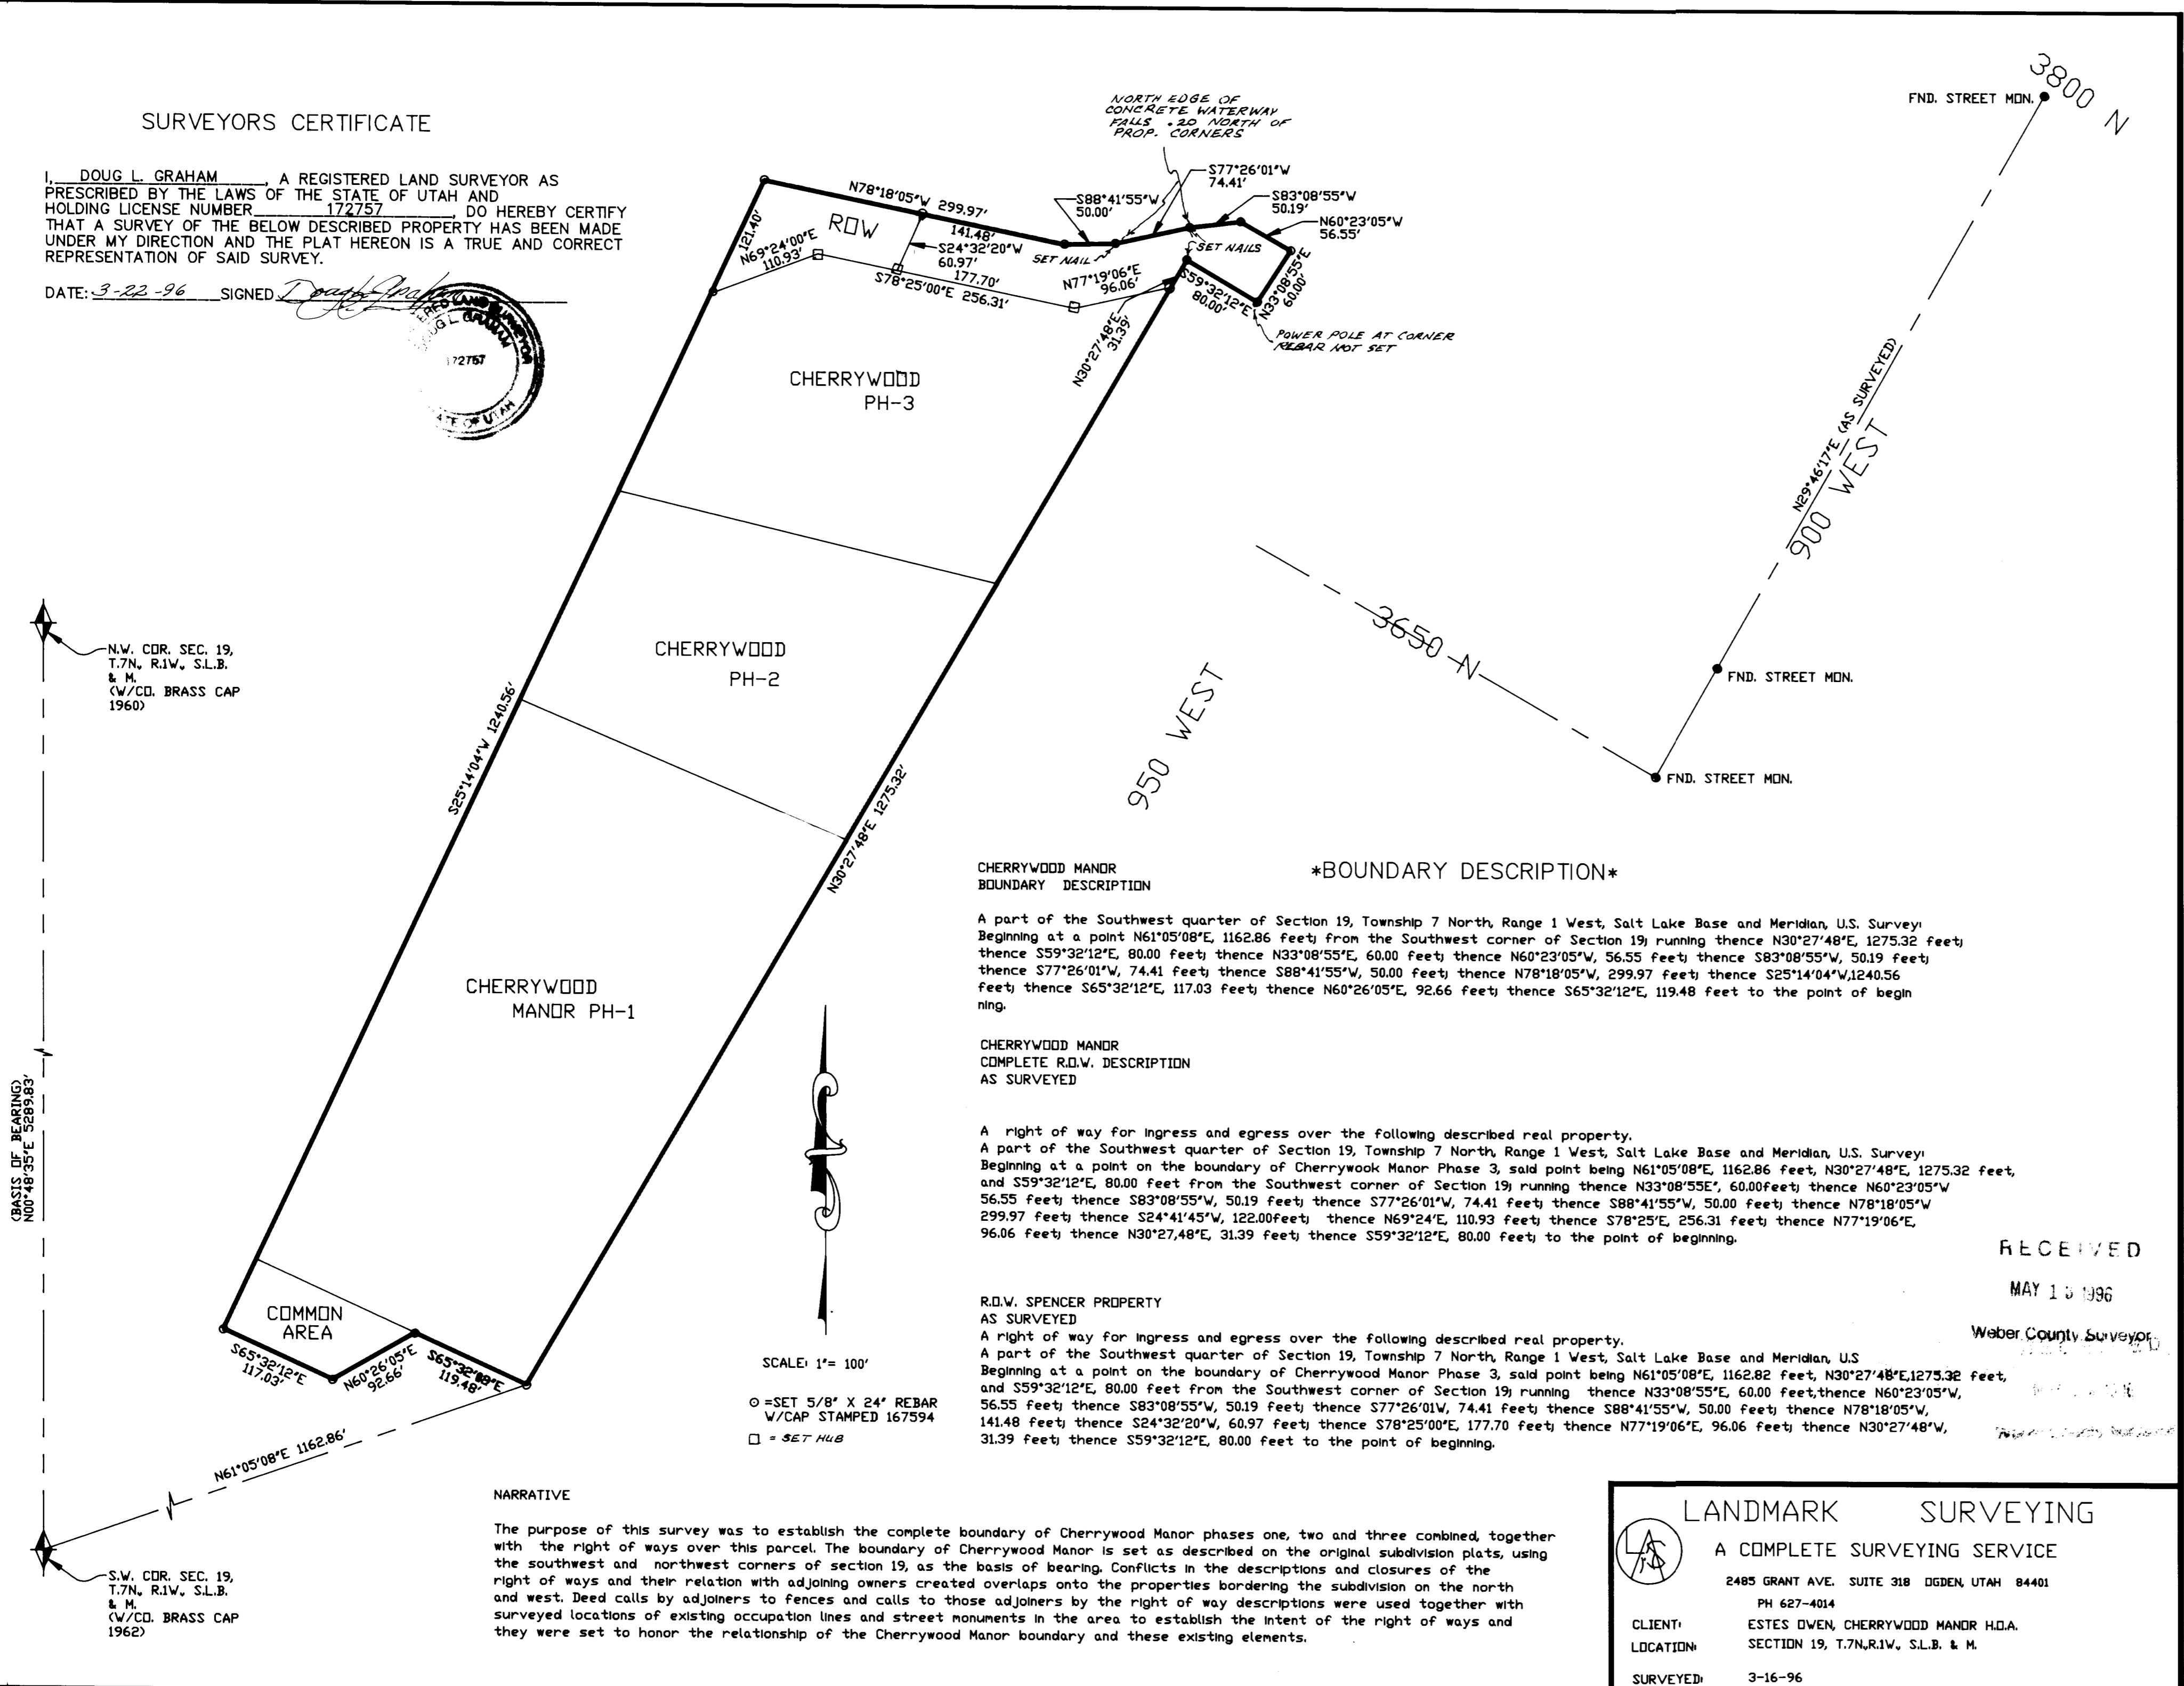 SURVEYORS CERTIFICATE
I, DOUG L. GRAHAM, A REGISTERED LAND SURVEYOR AS
PRESCRIBED BY THE LAWS OF THE STATE OF UTAH AND
HOLDING LICENSE NUMBER 172757, DO HEREBY CERTIFY
THAT A SURVEY OF THE BELOW DESCRIBED PROPERTY HAS BEEN MADE
UNDER MY DIRECTION AND THE PLAT HEREON IS A TRUE AND CORRECT
REPRESENTATION OF SAID SURVEY.
DATE: 3-22-96 SIGNED Doug L. Graham
LAND SURVEYOR
DOUG L. GRAHAM
172757
STATE OF UTAH
NORTH EDGE OF
CONCRETE WATERWAY
FALLS .20 NORTH OF
PROP. CORNERS
N78°18'05"W 299.97'
141.48'
S88°41'55"W
50.00'
S77°26'01"W
74.41'
S83°08'55"W
50.19'
N60°23'05"W
56.55'
121.40'
ROW
N69°24'00"E
110.93'
S24°32'20"W
60.97'
177.70'
S78°25'00"E 256.31'
SET NAIL
SET NAILS
N77°19'06"E
96.06'
S59°32'12"E
80.00'
N33°08'55"E
60.00'
N30°27'48"E
31.39'
POWER POLE AT CORNER
REBAR NOT SET
3800 N
FND. STREET MON.
N29°46'17"E (AS SURVEYED)
900 WEST
3650 N
FND. STREET MON.
FND. STREET MON.
950 WEST
CHERRYWOOD
PH-3
CHERRYWOOD
PH-2
CHERRYWOOD
MANOR PH-1
COMMON
AREA
S25°14'04"W 1240.56'
N30°27'48"E 1275.32'
N.W. COR. SEC. 19,
T.7N., R.1W., S.L.B.
& M.
(W/CO. BRASS CAP
1960)
(BASIS OF BEARING)
N00°48'35"E 5289.83'
S65°32'12"E
117.03'
N60°26'05"E
92.66'
S65°32'12"E
119.48'
N61°05'08"E 1162.86'
S.W. COR. SEC. 19,
T.7N., R.1W., S.L.B.
& M.
(W/CO. BRASS CAP
1962)
SCALE: 1"= 100'
=SET 5/8" X 24" REBAR
W/CAP STAMPED 167594
= SET HUB
CHERRYWOOD MANOR
BOUNDARY DESCRIPTION
*BOUNDARY DESCRIPTION*
A part of the Southwest quarter of Section 19, Township 7 North, Range 1 West, Salt Lake Base and Meridian, U.S. Survey:
Beginning at a point N61°05'08"E, 1162.86 feet; from the Southwest corner of Section 19; running thence N30°27'48"E, 1275.32 feet;
thence S59°32'12"E, 80.00 feet; thence N33°08'55"E, 60.00 feet; thence N60°23'05"W, 56.55 feet; thence S83°08'55"W, 50.19 feet;
thence S77°26'01"W, 74.41 feet; thence S88°41'55"W, 50.00 feet; thence N78°18'05"W, 299.97 feet; thence S25°14'04"W,1240.56
feet; thence S65°32'12"E, 117.03 feet; thence N60°26'05"E, 92.66 feet; thence S65°32'12"E, 119.48 feet to the point of begin
ning.
CHERRYWOOD MANOR
COMPLETE R.O.W. DESCRIPTION
AS SURVEYED
A right of way for ingress and egress over the following described real property.
A part of the Southwest quarter of Section 19, Township 7 North, Range 1 West, Salt Lake Base and Meridian, U.S. Survey:
Beginning at a point on the boundary of Cherrywook Manor Phase 3, said point being N61°05'08"E, 1162.86 feet, N30°27'48"E, 1275.32 feet,
and S59°32'12"E, 80.00 feet from the Southwest corner of Section 19; running thence N33°08'55E", 60.00feet; thence N60°23'05"W
56.55 feet; thence S83°08'55"W, 50.19 feet; thence S77°26'01"W, 74.41 feet; thence S88°41'55"W, 50.00 feet; thence N78°18'05"W
299.97 feet; thence S24°41'45"W, 122.00feet; thence N69°24'E, 110.93 feet; thence S78°25'E, 256.31 feet; thence N77°19'06"E,
96.06 feet; thence N30°27,48"E, 31.39 feet; thence S59°32'12"E, 80.00 feet; to the point of beginning.
R.O.W. SPENCER PROPERTY
AS SURVEYED
A right of way for ingress and egress over the following described real property.
A part of the Southwest quarter of Section 19, Township 7 North, Range 1 West, Salt Lake Base and Meridian, U.S
Beginning at a point on the boundary of Cherrywood Manor Phase 3, said point being N61°05'08"E, 1162.82 feet, N30°27'48"E,1275.32 feet,
and S59°32'12"E, 80.00 feet from the Southwest corner of Section 19; running thence N33°08'55"E, 60.00 feet,thence N60°23'05"W,
56.55 feet; thence S83°08'55"W, 50.19 feet; thence S77°26'01W, 74.41 feet; thence S88°41'55"W, 50.00 feet; thence N78°18'05"W,
141.48 feet; thence S24°32'20"W, 60.97 feet; thence S78°25'00"E, 177.70 feet; thence N77°19'06"E, 96.06 feet; thence N30°27'48"W,
31.39 feet; thence S59°32'12"E, 80.00 feet to the point of beginning.
RECEIVED
MAY 1 1996
Weber County Surveyor
NARRATIVE
The purpose of this survey was to establish the complete boundary of Cherrywood Manor phases one, two and three combined, together
with the right of ways over this parcel. The boundary of Cherrywood Manor is set as described on the original subdivision plats, using
the southwest and northwest corners of section 19, as the basis of bearing. Conflicts in the descriptions and closures of the
right of ways and their relation with adjoining owners created overlaps onto the properties bordering the subdivision on the north
and west. Deed calls by adjoiners to fences and calls to those adjoiners by the right of way descriptions were used together with
surveyed locations of existing occupation lines and street monuments in the area to establish the intent of the right of ways and
they were set to honor the relationship of the Cherrywood Manor boundary and these existing elements.
LANDMARK SURVEYING
A COMPLETE SURVEYING SERVICE
2485 GRANT AVE. SUITE 318 OGDEN, UTAH 84401
PH 627-4014
CLIENT: ESTES OWEN, CHERRYWOOD MANOR H.O.A.
LOCATION: SECTION 19, T.7N.,R.1W., S.L.B. & M.
SURVEYED: 3-16-96